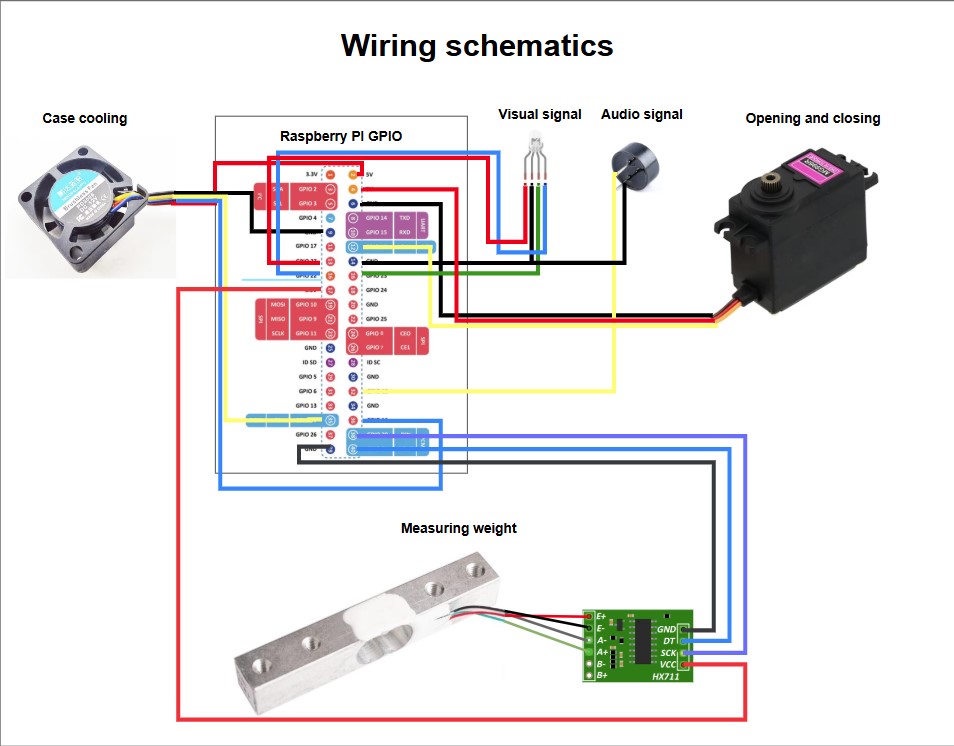 Wiring schematics
Visual signal
Audio signal
Case cooling
Opening and closing
Raspberry PI GPIO
3.3V
5V
GPIO 2
GPIO 3
GPIO 4
GPIO 14 TXD
UART
GPIO 15 RXD
GPIO 17
GPIO 24
MOSI GPIO 10
GND
SPI
MISO GPIO 9
GPIO 25
SCLK GPIO 11
GPIO 8 CE0
SPI
GND
GPIO 7 CE1
ID SD
ID SC
GPIO 5
GND
GPIO 6
GPIO 13
GND
GPIO 26
GND
Measuring weight
E+
E-
A-
A+
B-
B+
GND
DT
SCK
VCC
HX711